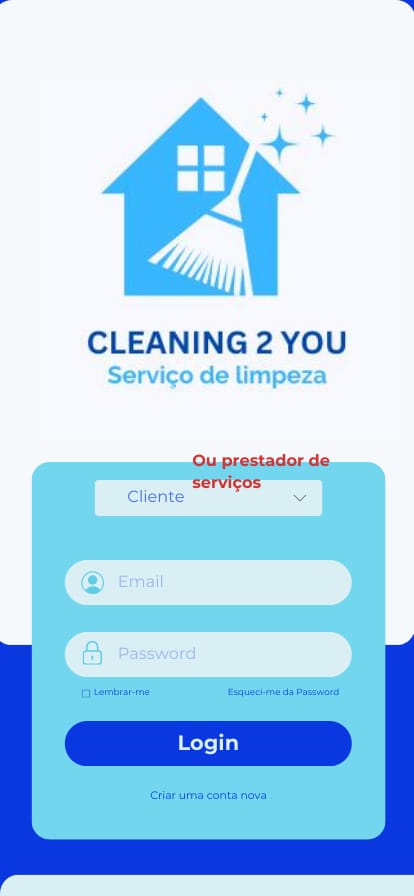 CLEANING 2 YOU
Serviço de limpeza
Ou prestador de
serviços
Cliente
Email
Password
Lembrar-me
Esqueci-me da Password
Login
Criar uma conta nova